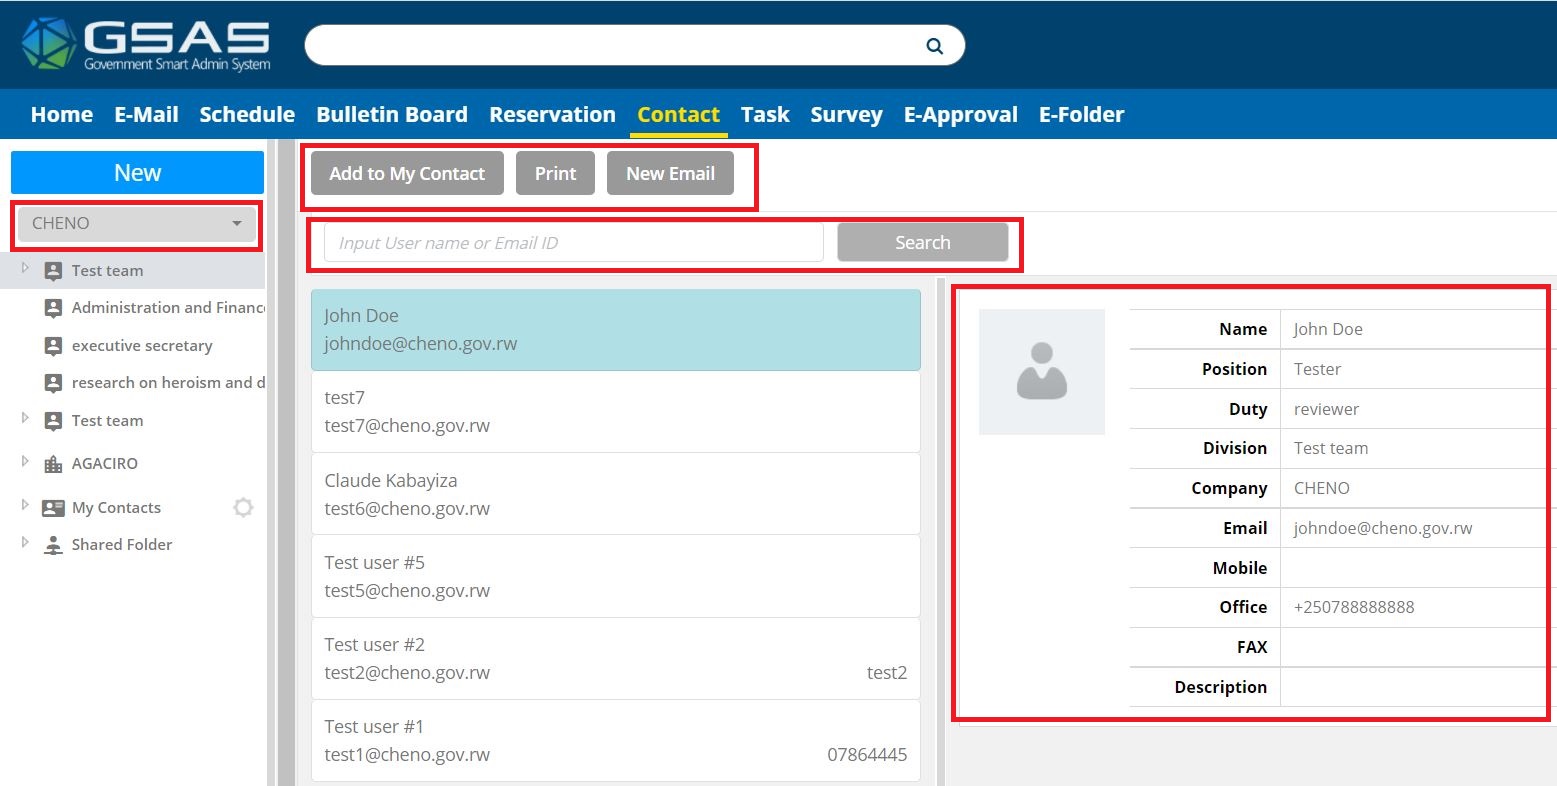 GSAS
Government Smart Admin System
Home E-Mail Schedule Bulletin Board Reservation Contact Task Survey E-Approval E-Folder
New
CHENO
Test team
Administration and Finance
executive secretary
research on heroism and d
Test team
AGACIRO
My Contacts
Shared Folder
Add to My Contact Print New Email
Input User name or Email ID Search
John Doe
johndoe@cheno.gov.rw
test7
test7@cheno.gov.rw
Claude Kabayiza
test6@cheno.gov.rw
Test user #5
test5@cheno.gov.rw
Test user #2
test2@cheno.gov.rw test2
Test user #1
test1@cheno.gov.rw 07864445
Name John Doe
Position Tester
Duty reviewer
Division Test team
Company CHENO
Email johndoe@cheno.gov.rw
Mobile
Office +250788888888
FAX
Description